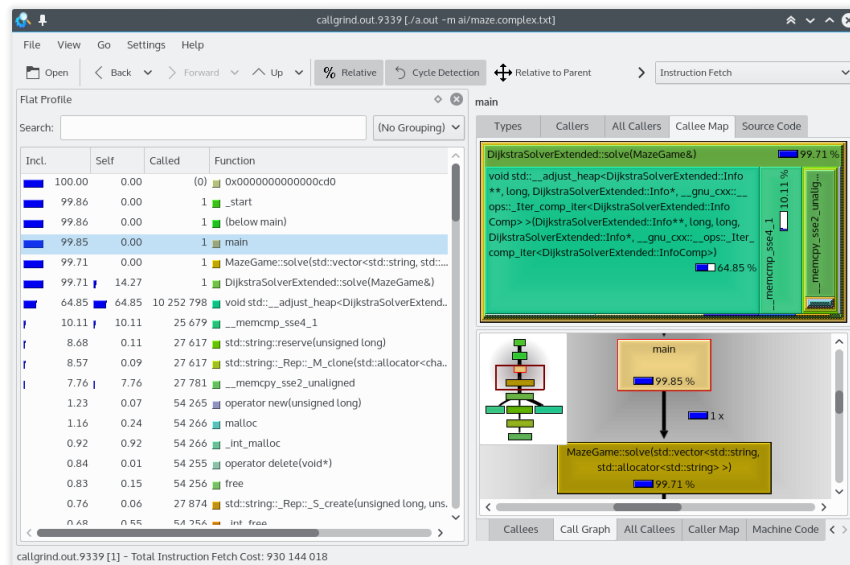 callgrind.out.9339 [./a.out -m ai/maze.complex.txt]
File View Go Settings Help
Open Back Forward Up % Relative Cycle Detection Relative to Parent Instruction Fetch
Flat Profile
Search: (No Grouping)
Incl. Self Called Function
100.00 0.00 (0) 0x0000000000000cd0
99.86 0.00 1 _start
99.86 0.00 1 (below main)
99.85 0.00 1 main
99.71 0.00 1 MazeGame::solve(std::vector<std::string, std::...
99.71 14.27 1 DijkstraSolverExtended::solve(MazeGame&)
64.85 64.85 10 252 798 void std::__adjust_heap<DijkstraSolverExtend..
10.11 10.11 25 679 __memcmp_sse4_1
8.68 0.11 27 617 std::string::reserve(unsigned long)
8.57 0.09 27 617 std::string::_Rep::_M_clone(std::allocator<cha..
7.76 7.76 27 781 __memcpy_sse2_unaligned
1.23 0.07 54 265 operator new(unsigned long)
1.16 0.24 54 266 malloc
0.92 0.92 54 266 _int_malloc
0.84 0.01 54 255 operator delete(void*)
0.83 0.15 54 256 free
0.76 0.06 27 874 std::string::_Rep::_S_create(unsigned long, uns..
0.68 0.55 54 256 _int_free
main
Types Callers All Callers Callee Map Source Code
DijkstraSolverExtended::solve(MazeGame&) 99.71 %
void std::__adjust_heap<DijkstraSolverExtended::Info
**, long, DijkstraSolverExtended::Info*, __gnu_cxx::__
ops::_Iter_comp_iter<DijkstraSolverExtended::Info
Comp> >(DijkstraSolverExtended::Info**, long, long,
DijkstraSolverExtended::Info*, __gnu_cxx::__ops::_Iter_
comp_iter<DijkstraSolverExtended::InfoComp>)
64.85 %
__memcmp_sse4_1 10.11 %
__memcpy_sse2_unalig...
main
99.85 %
1 x
MazeGame::solve(std::vector<std::string,
std::allocator<std::string> >)
99.71 %
Callees Call Graph All Callees Caller Map Machine Code
callgrind.out.9339 [1] - Total Instruction Fetch Cost: 930 144 018